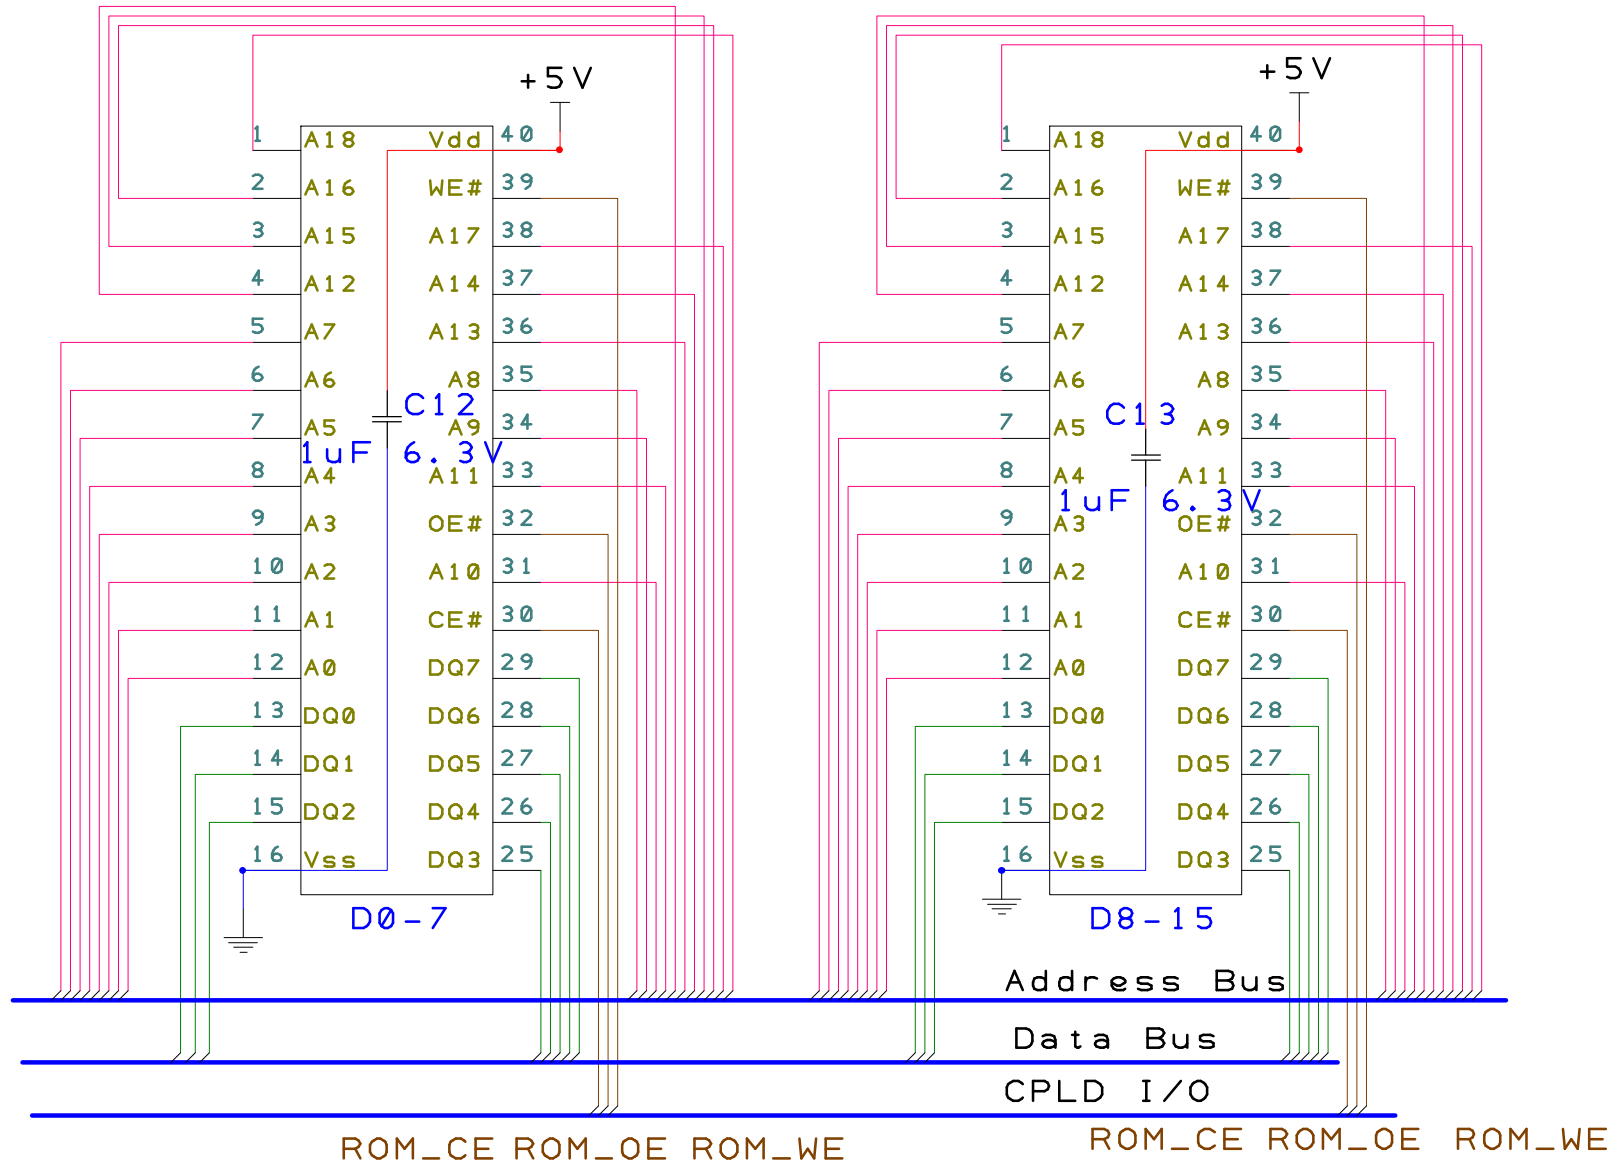 +5V +5V
1 A18 Vdd 40 1 A18 Vdd 40
2 A16 WE# 39 2 A16 WE# 39
3 A15 A17 38 3 A15 A17 38
4 A12 A14 37 4 A12 A14 37
5 A7 A13 36 5 A7 A13 36
6 A6 A8 35 6 A6 A8 35
C12 C13
7 A5 A9 34 7 A5 A9 34
1uF 6.3V
8 A4 A11 33 8 A4 A11 33
1uF 6.3V
9 A3 OE# 32 9 A3 OE# 32
10 A2 A10 31 10 A2 A10 31
11 A1 CE# 30 11 A1 CE# 30
12 A0 DQ7 29 12 A0 DQ7 29
13 DQ0 DQ6 28 13 DQ0 DQ6 28
14 DQ1 DQ5 27 14 DQ1 DQ5 27
15 DQ2 DQ4 26 15 DQ2 DQ4 26
16 Vss DQ3 25 16 Vss DQ3 25
D0-7 D8-15
Address Bus
Data Bus
CPLD I/O
ROM_CE ROM_OE ROM_WE ROM_CE ROM_OE ROM_WE